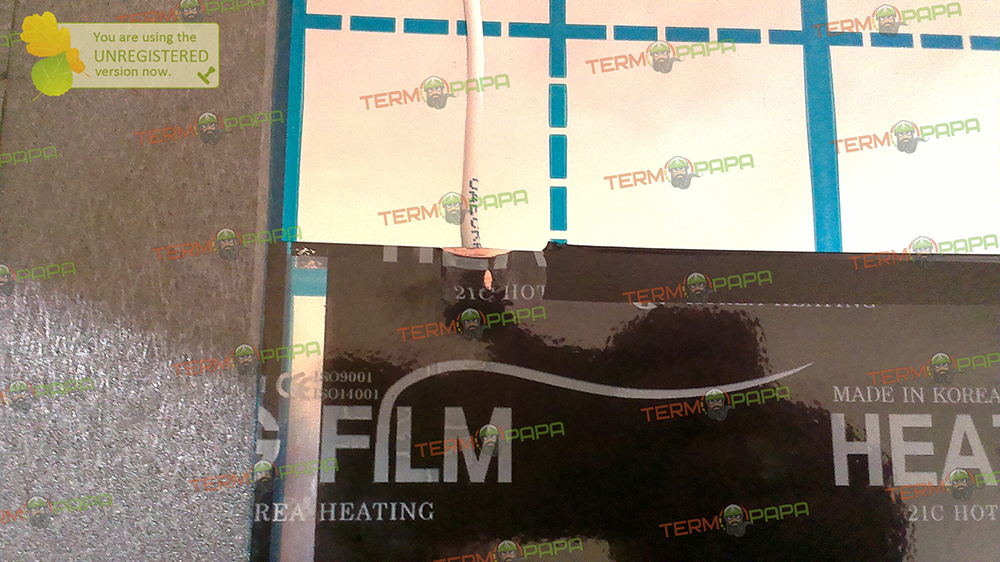 You are using the
UNREGISTERED
version now.
TERMOPAPA
21C HOT
ISO9001
ISO14001
G FILM
REA HEATING
MADE IN KOREA
HEAT
21C HOT
HEATING